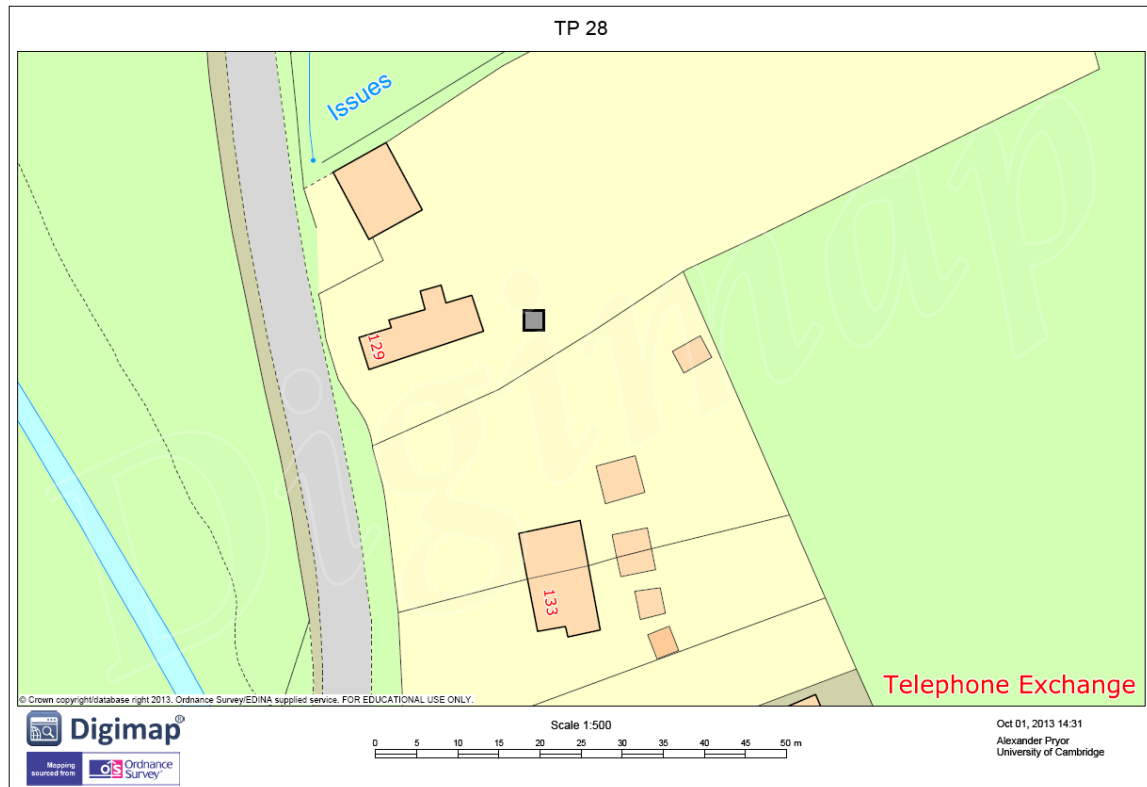 TP 28
Issues
129
133
Telephone Exchange
© Crown copyright/database right 2013. Ordnance Survey/EDINA supplied service. FOR EDUCATIONAL USE ONLY.
Digimap
Digimap®
Mapping
sourced from
OS Ordnance
Survey®
Scale 1:500
0 5 10 15 20 25 30 35 40 45 50 m
Oct 01, 2013 14:31
Alexander Pryor
University of Cambridge